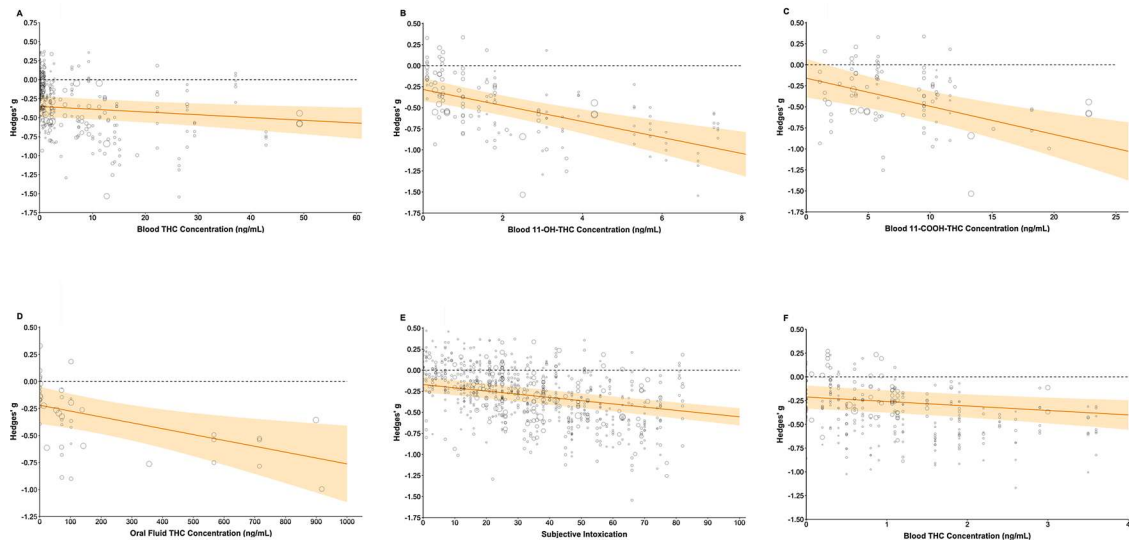 A
Hedges' g
0.75
0.50
0.25
0.00
-0.25
-0.50
-0.75
-1.00
-1.25
-1.50
-1.75
0 10 20 30 40 50 60
Blood THC Concentration (ng/mL)
B
Hedges' g
0.50
0.25
0.00
-0.25
-0.50
-0.75
-1.00
-1.25
-1.50
-1.75
0 2 4 6 8
Blood 11-OH-THC Concentration (ng/mL)
C
Hedges' g
0.50
0.25
0.00
-0.25
-0.50
-0.75
-1.00
-1.25
-1.50
-1.75
0 5 10 15 20 25
Blood 11-COOH-THC Concentration (ng/mL)
D
Hedges' g
0.50
0.25
0.00
-0.25
-0.50
-0.75
-1.00
-1.25
0 100 200 300 400 500 600 700 800 900 1000
Oral Fluid THC Concentration (ng/mL)
E
Hedges' g
0.50
0.25
0.00
-0.25
-0.50
-0.75
-1.00
-1.25
-1.50
-1.75
0 10 20 30 40 50 60 70 80 90 100
Subjective Intoxication
F
Hedges' g
0.50
0.25
0.00
-0.25
-0.50
-0.75
-1.00
-1.25
-1.50
1 2 3 4
Blood THC Concentration (ng/mL)